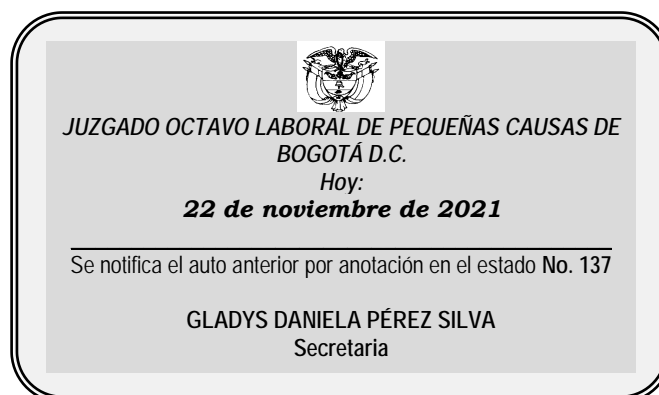 JUZGADO OCTAVO LABORAL DE PEQUEÑAS CAUSAS DE
BOGOTÁ D.C.
Hoy:
22 de noviembre de 2021
Se notifica el auto anterior por anotación en el estado No. 137
GLADYS DANIELA PÉREZ SILVA
Secretaria